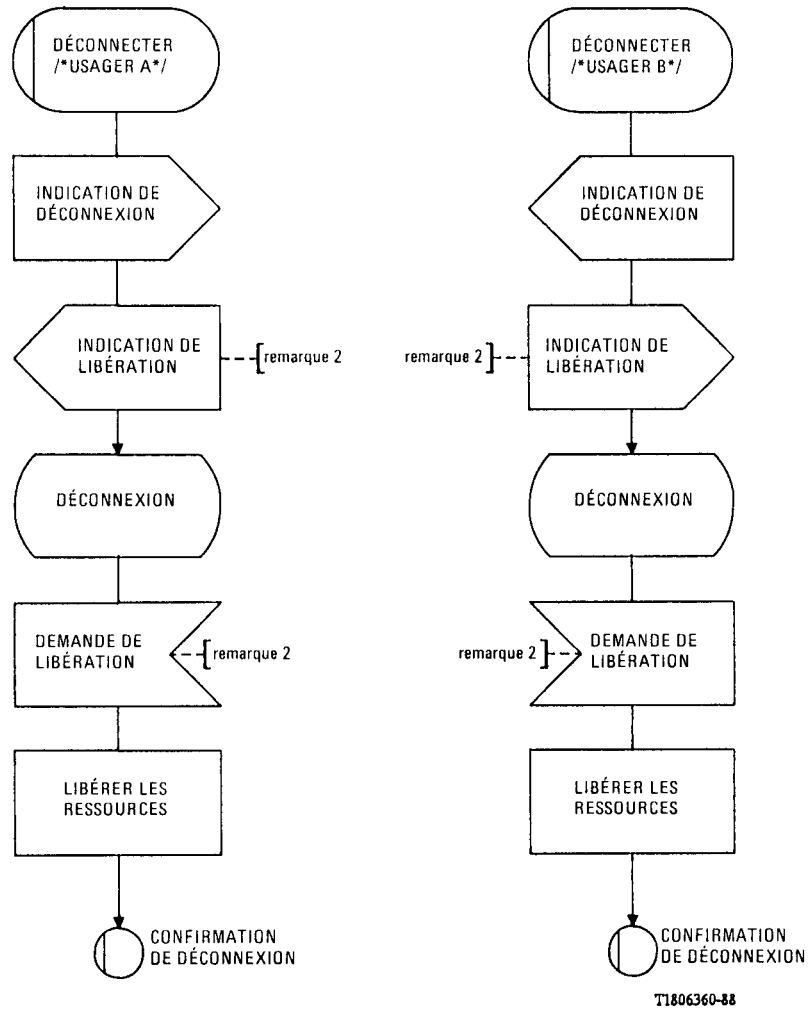 DÉCONNECTER
/*USAGER A*/
INDICATION DE
DÉCONNEXION
INDICATION DE
LIBÉRATION
remarque 2
DÉCONNEXION
DEMANDE DE
LIBÉRATION
remarque 2
LIBÉRER LES
RESSOURCES
CONFIRMATION
DE DÉCONNEXION
DÉCONNECTER
/*USAGER B*/
INDICATION DE
DÉCONNEXION
remarque 2
INDICATION DE
LIBÉRATION
DÉCONNEXION
remarque 2
DEMANDE DE
LIBÉRATION
LIBÉRER LES
RESSOURCES
CONFIRMATION
DE DÉCONNEXION
T1806360-88